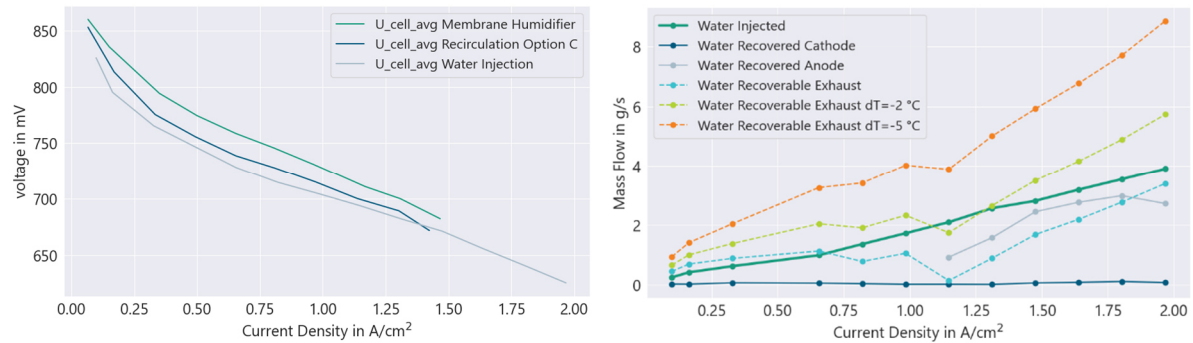 850
800
750
700
650
voltage in mV
U_cell_avg Membrane Humidifier
U_cell_avg Recirculation Option C
U_cell_avg Water Injection
0.00 0.25 0.50 0.75 1.00 1.25 1.50 1.75 2.00
Current Density in A/cm²
8
6
4
2
0
Mass Flow in g/s
Water Injected
Water Recovered Cathode
Water Recovered Anode
Water Recoverable Exhaust
Water Recoverable Exhaust dT=-2 °C
Water Recoverable Exhaust dT=-5 °C
0.25 0.50 0.75 1.00 1.25 1.50 1.75 2.00
Current Density in A/cm²